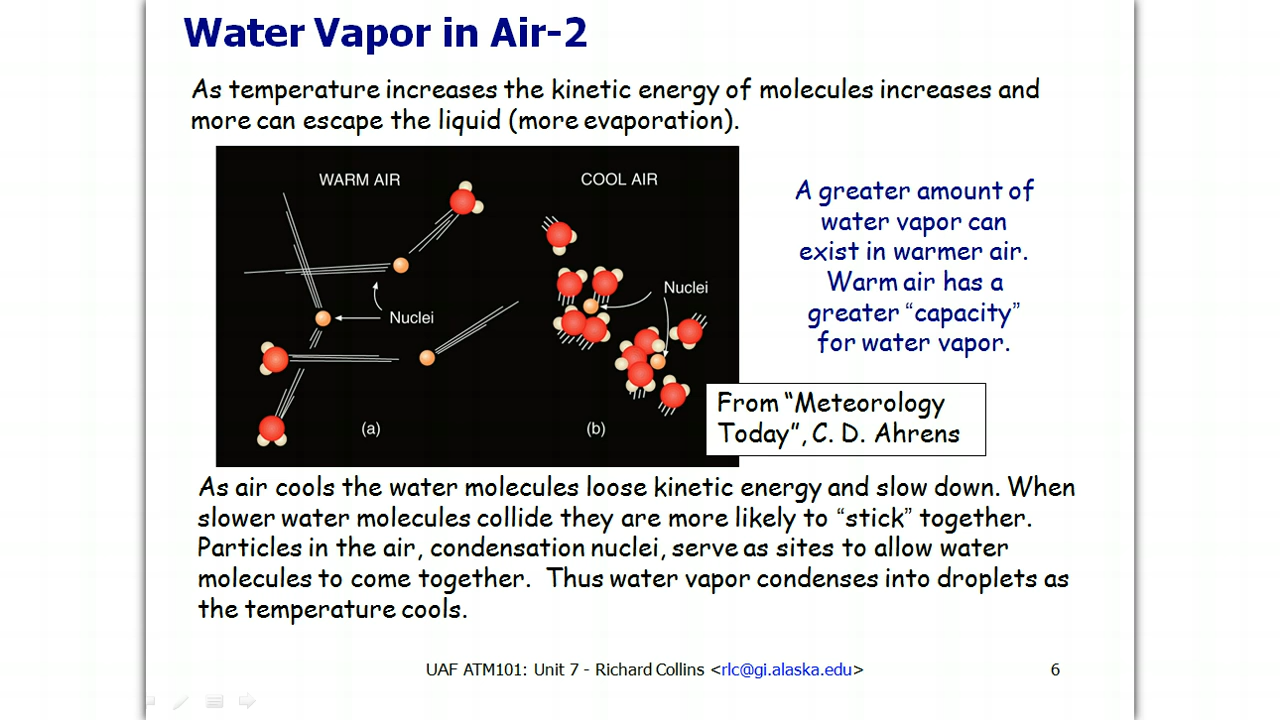 Water Vapor in Air-2
As temperature increases the kinetic energy of molecules increases and
more can escape the liquid (more evaporation).
WARM AIR
COOL AIR
Nuclei
Nuclei
(a)
(b)
A greater amount of
water vapor can
exist in warmer air.
Warm air has a
greater “capacity”
for water vapor.
From “Meteorology
Today”, C. D. Ahrens
As air cools the water molecules loose kinetic energy and slow down. When
slower water molecules collide they are more likely to “stick” together.
Particles in the air, condensation nuclei, serve as sites to allow water
molecules to come together. Thus water vapor condenses into droplets as
the temperature cools.
UAF ATM101: Unit 7 - Richard Collins <rlc@gi.alaska.edu>
6